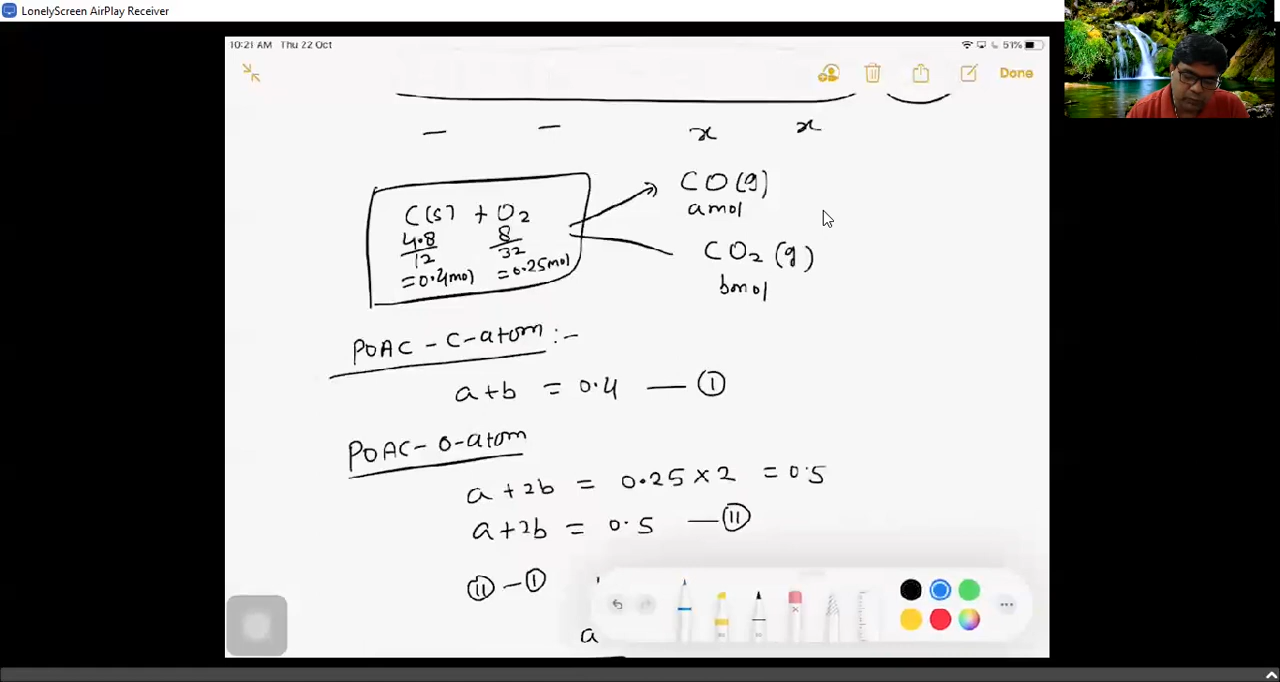 LonelyScreen AirPlay Receiver
10:21 AM Thu 22 Oct 51%
Done
— — x x
C(s) + O2 CO(g)
4.8/12 8/32 a mol
=0.4mol =0.25mol CO2(g)
b mol
POAC - C-atom :-
a+b = 0.4 — I
POAC- O-atom
a+2b = 0.25 × 2 = 0.5
a+2b = 0.5 — II
II - I
a